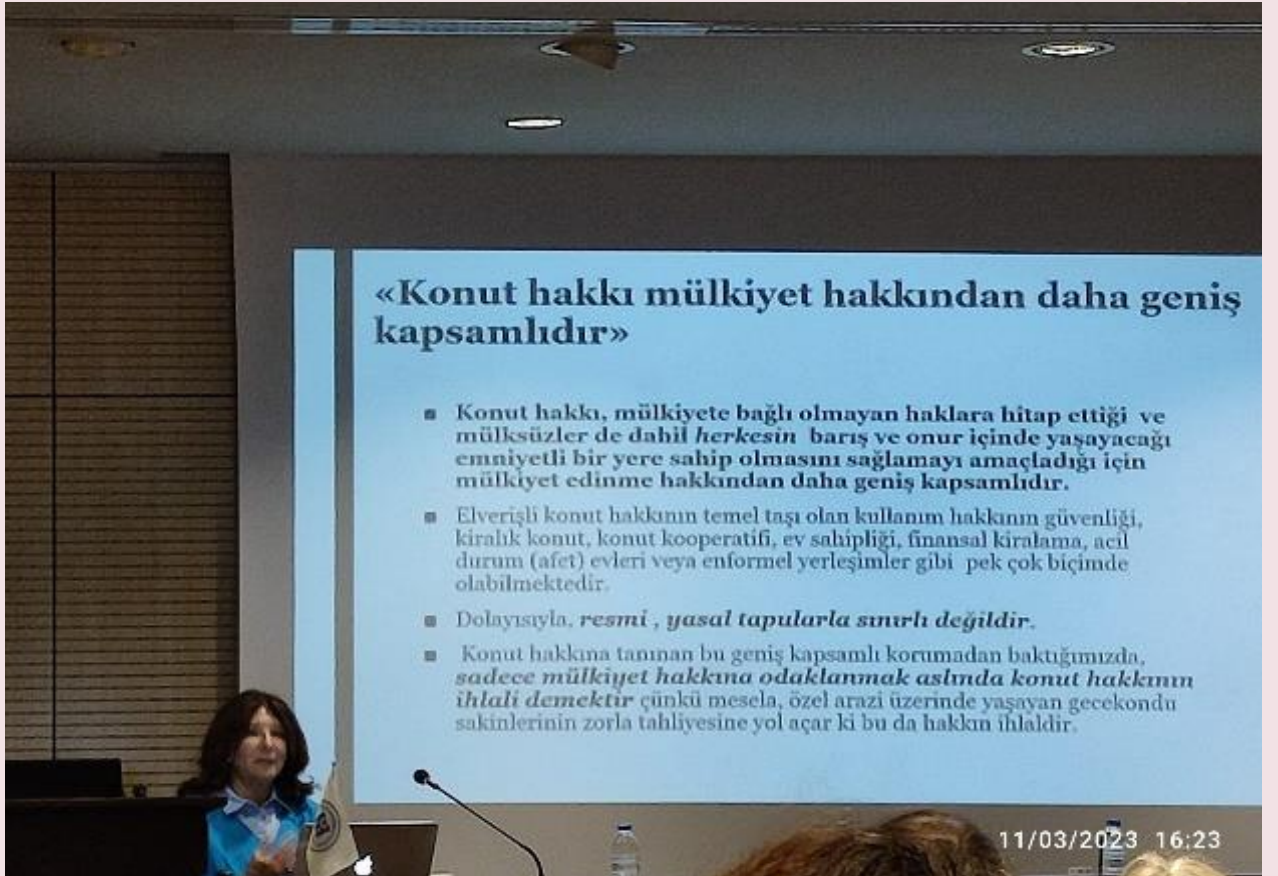 «Konut hakkı mülkiyet hakkından daha geniş
kapsamlıdır»
Konut hakkı, mülkiyete bağlı olmayan haklara hitap ettiği ve
mülksüzler de dahil herkesin barış ve onur içinde yaşayacağı
emniyetli bir yere sahip olmasını sağlamayı amaçladığı için
mülkiyet edinme hakkından daha geniş kapsamlıdır.
Elverişli konut hakkının temel taşı olan kullanım hakkının güvenliği,
kiralık konut, konut kooperatifi, ev sahipliği, finansal kiralama, acil
durum (afet) evleri veya enformel yerleşimler gibi pek çok biçimde
olabilmektedir.
Dolayısıyla, resmi , yasal tapularla sınırlı değildir.
Konut hakkına tanınan bu geniş kapsamlı korumadan baktığımızda,
sadece mülkiyet hakkına odaklanmak aslında konut hakkının
ihlali demektir çünkü mesela, özel arazi üzerinde yaşayan gecekondu
sakinlerinin zorla tahliyesine yol açar ki bu da hakkın ihlaldir.
11/03/2023 16:23